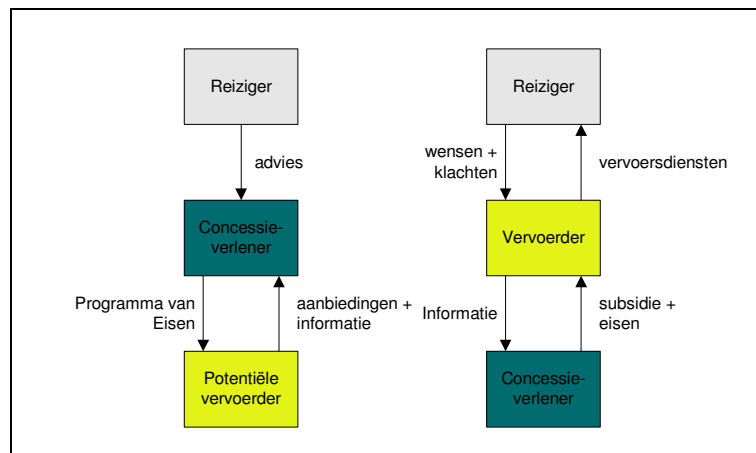 Reiziger
advies
Concessie-
verlener
Programma van
Eisen
aanbiedingen +
informatie
Potentiële
vervoerder
Reiziger
wensen +
klachten
vervoersdiensten
Vervoerder
Informatie
subsidie +
eisen
Concessie-
verlener